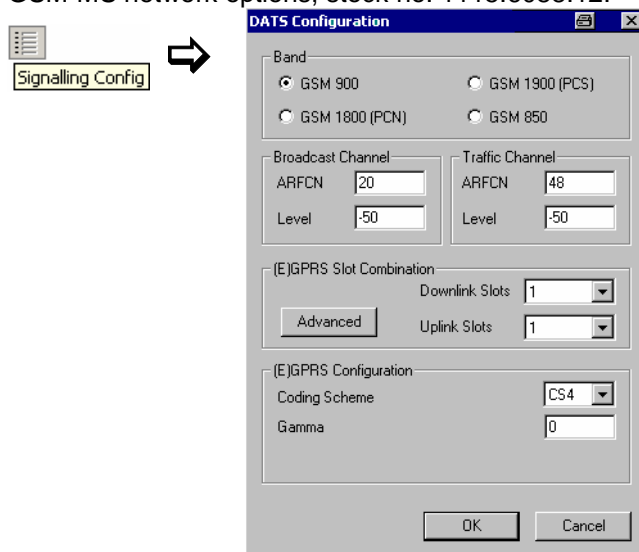 DATS Configuration
Signalling Config
Band
GSM 900
GSM 1900 (PCS)
GSM 1800 (PCN)
GSM 850
Broadcast Channel
ARFCN 20
Level -50
Traffic Channel
ARFCN 48
Level -50
(E)GPRS Slot Combination
Downlink Slots 1
Advanced
Uplink Slots 1
(E)GPRS Configuration
Coding Scheme CS4
Gamma 0
OK
Cancel